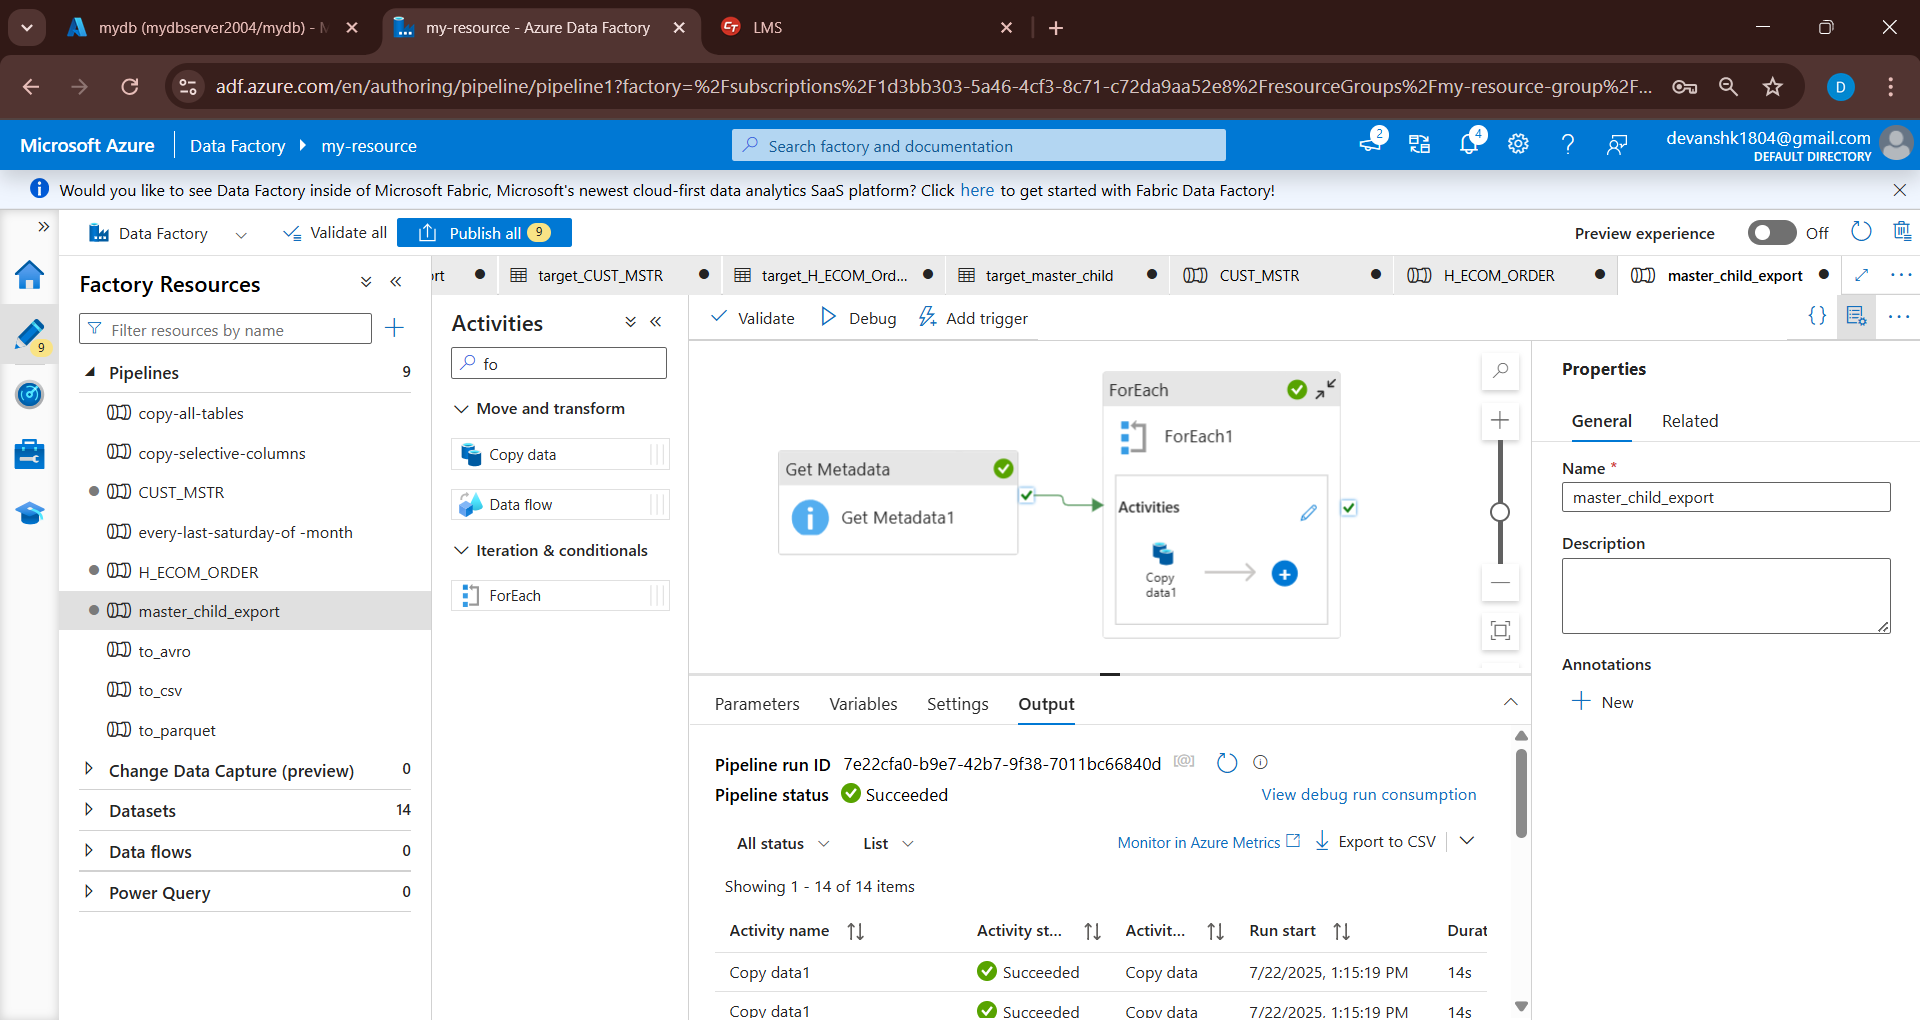 mydb (mydbserver2004/mydb) - M
my-resource - Azure Data Factory
LMS
adf.azure.com/en/authoring/pipeline/pipeline1?factory=%2Fsubscriptions%2F1d3bb303-5a46-4cf3-8c71-c72da9aa52e8%2FresourceGroups%2Fmy-resource-group%2F...
D
Microsoft Azure
Data Factory
my-resource
Search factory and documentation
2
4
devanshk1804@gmail.com
DEFAULT DIRECTORY
Would you like to see Data Factory inside of Microsoft Fabric, Microsoft's newest cloud-first data analytics SaaS platform? Click here to get started with Fabric Data Factory!
Data Factory
Validate all
Publish all 9
Preview experience
Off
9
Factory Resources
Filter resources by name
Pipelines 9
copy-all-tables
copy-selective-columns
CUST_MSTR
every-last-saturday-of -month
H_ECOM_ORDER
master_child_export
to_avro
to_csv
to_parquet
Change Data Capture (preview) 0
Datasets 14
Data flows 0
Power Query 0
ort
target_CUST_MSTR
target_H_ECOM_Ord...
target_master_child
CUST_MSTR
H_ECOM_ORDER
master_child_export
Activities
fo
Move and transform
Copy data
Data flow
Iteration & conditionals
ForEach
Validate
Debug
Add trigger
Get Metadata
Get Metadata1
ForEach
ForEach1
Activities
Copy
data1
Parameters
Variables
Settings
Output
Pipeline run ID 7e22cfa0-b9e7-42b7-9f38-7011bc66840d
Pipeline status Succeeded
View debug run consumption
All status
List
Monitor in Azure Metrics
Export to CSV
Showing 1 - 14 of 14 items
Activity name Activity st... Activit... Run start Durat
Copy data1 Succeeded Copy data 7/22/2025, 1:15:19 PM 14s
Copy data1 Succeeded Copy data 7/22/2025, 1:15:19 PM 14s
Properties
General
Related
Name *
master_child_export
Description
Annotations
New